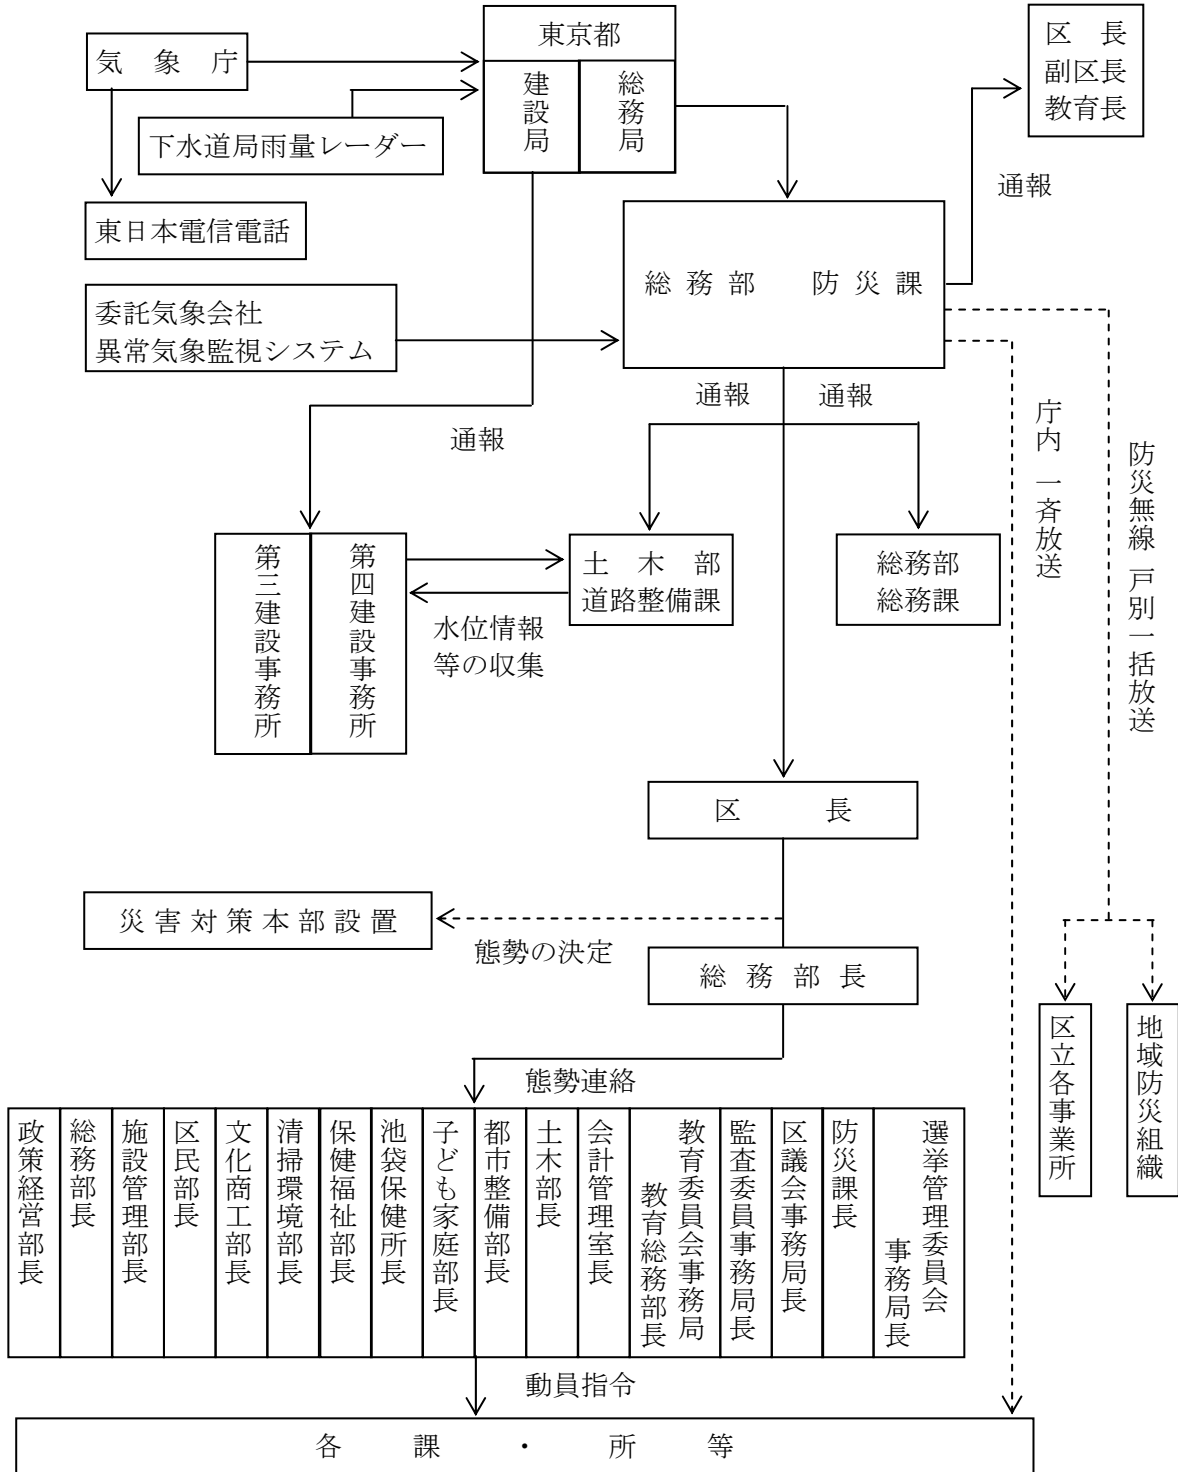 東京都
建設局
総務局
気象庁
下水道局雨量レーダー
東日本電信電話
委託気象会社
異常気象監視システム
区長
副区長
教育長
通報
総務部 防災課
通報
通報
通報
庁内一斉放送
防災無線戸別一括放送
第三建設事務所
第四建設事務所
土木部
道路整備課
総務部
総務課
水位情報
等の収集
区長
災害対策本部設置
態勢の決定
総務部長
区立各事業所
地域防災組織
態勢連絡
政策経営部長
総務部長
施設管理部長
区民部長
文化商工部長
清掃環境部長
保健福祉部長
池袋保健所長
子ども家庭部長
都市整備部長
土木部長
会計管理室長
教育委員会事務局
教育総務部長
監査委員事務局長
区議会事務局長
防災課長
選挙管理委員会
事務局長
動員指令
各課・所等